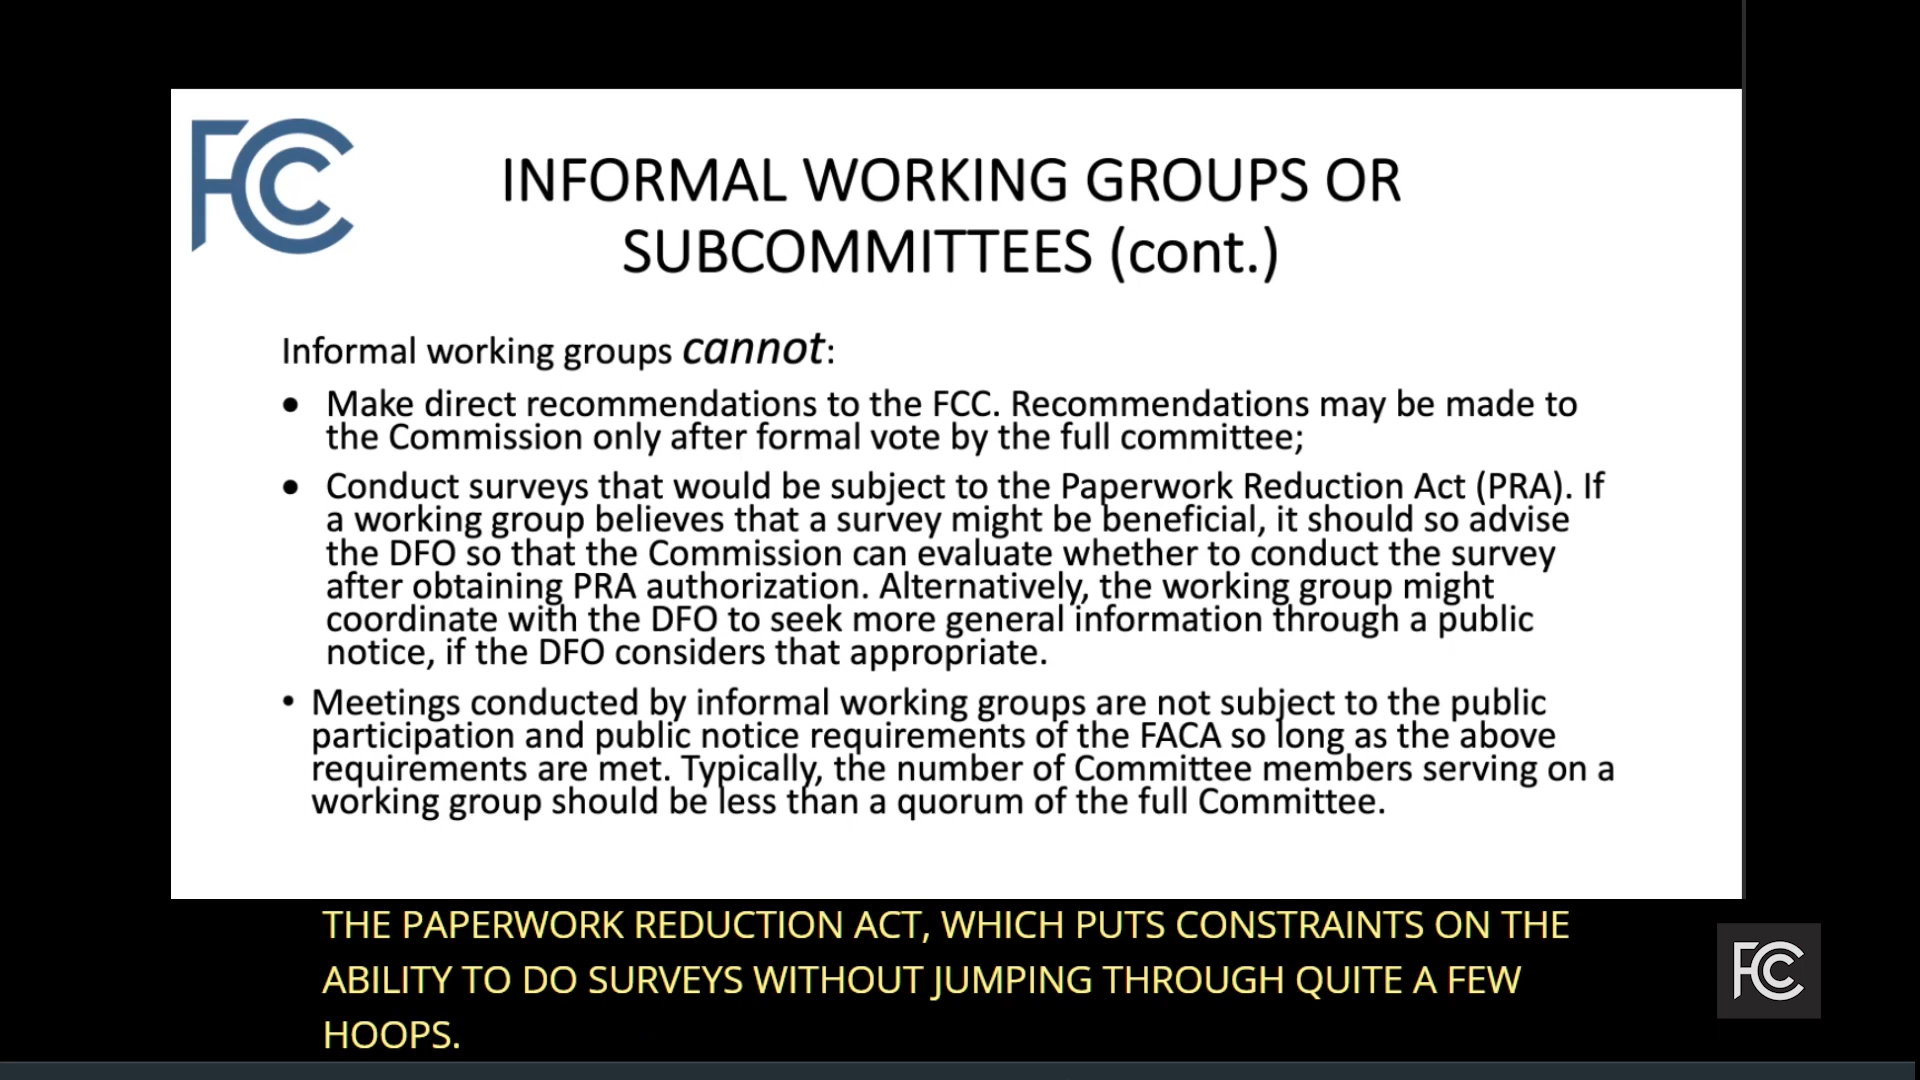 FCC
INFORMAL WORKING GROUPS OR
SUBCOMMITTEES (cont.)
Informal working groups cannot:
• Make direct recommendations to the FCC. Recommendations may be made to
the Commission only after formal vote by the full committee;
• Conduct surveys that would be subject to the Paperwork Reduction Act (PRA). If
a working group believes that a survey might be beneficial, it should so advise
the DFO so that the Commission can evaluate whether to conduct the survey
after obtaining PRA authorization. Alternatively, the working group might
coordinate with the DFO to seek more general information through a public
notice, if the DFO considers that appropriate.
• Meetings conducted by informal working groups are not subject to the public
participation and public notice requirements of the FACA so long as the above
requirements are met. Typically, the number of Committee members serving on a
working group should be less than a quorum of the full Committee.
THE PAPERWORK REDUCTION ACT, WHICH PUTS CONSTRAINTS ON THE
ABILITY TO DO SURVEYS WITHOUT JUMPING THROUGH QUITE A FEW
HOOPS.
FCC